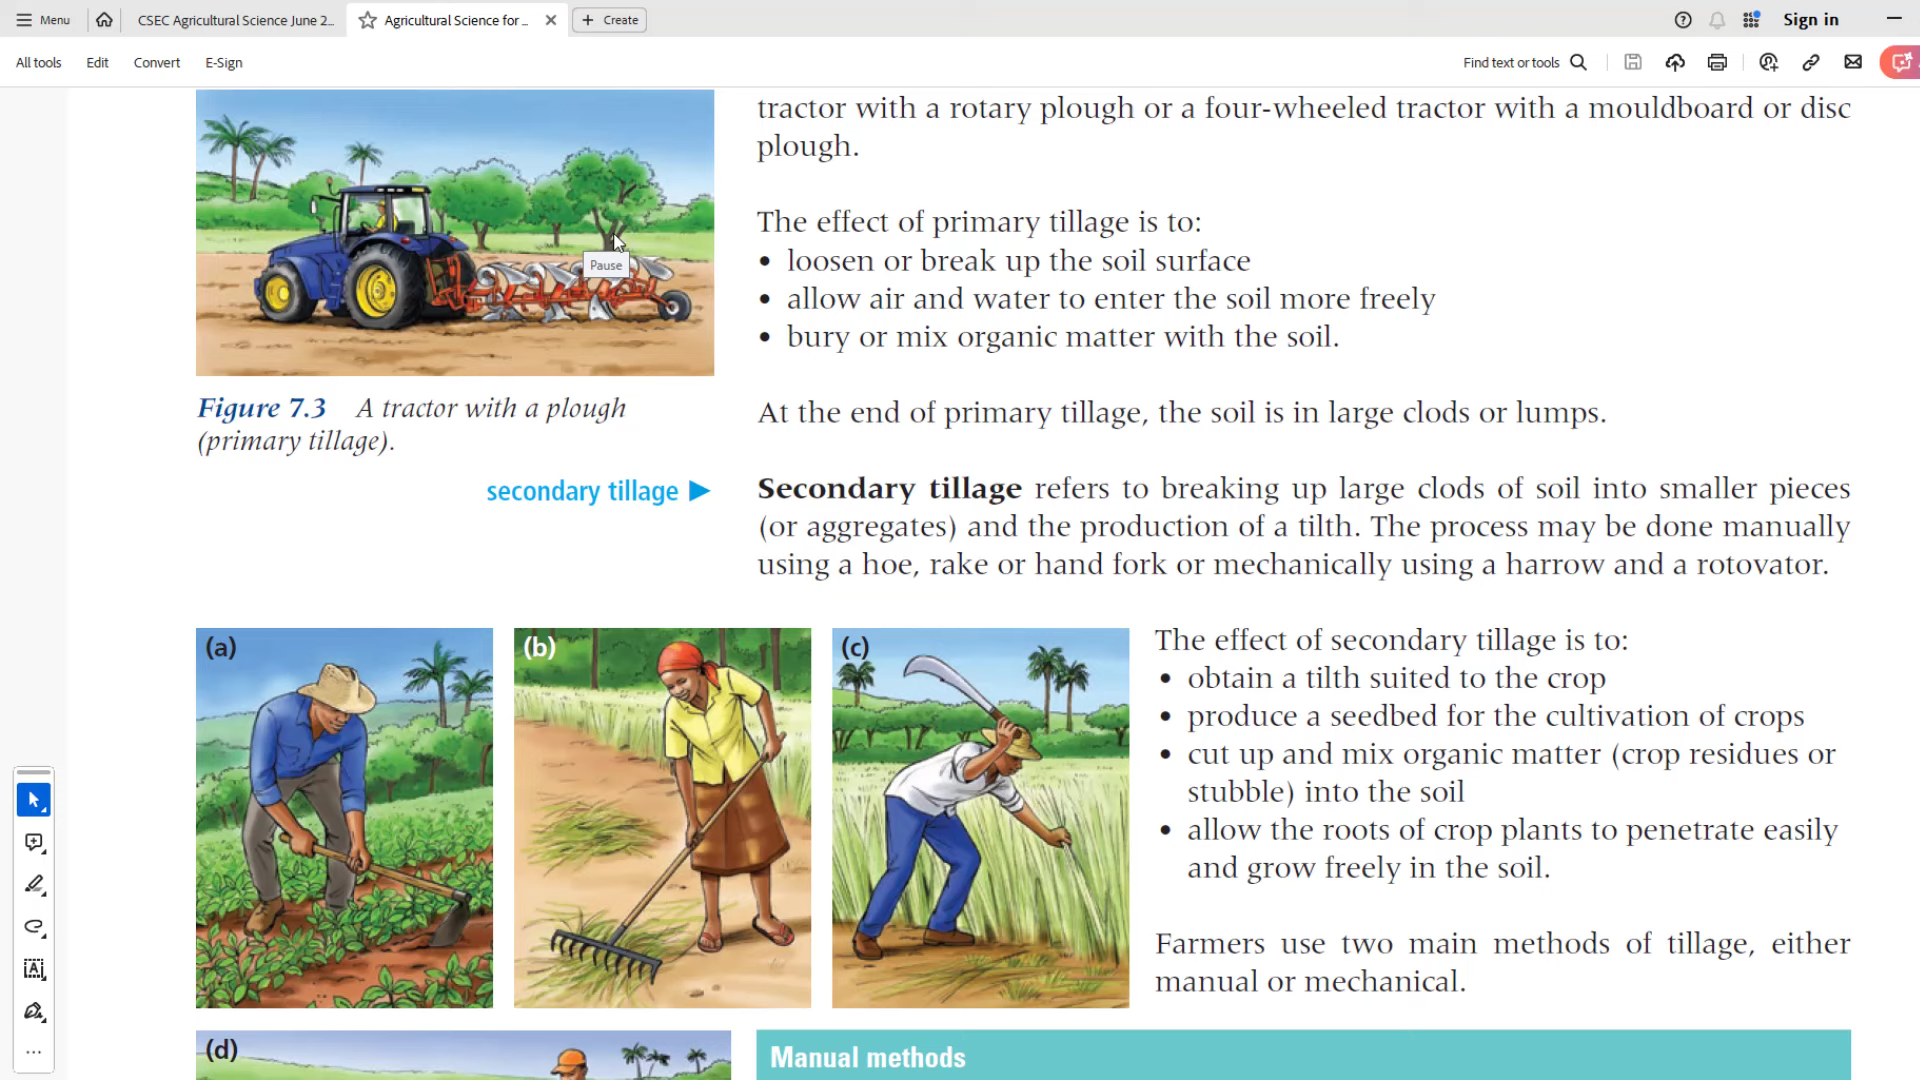 Menu
CSEC Agricultural Science June 2...
Agricultural Science for ...
Create
Sign in
All tools
Edit
Convert
E-Sign
Find text or tools
tractor with a rotary plough or a four-wheeled tractor with a mouldboard or disc
plough.
The effect of primary tillage is to:
• loosen or break up the soil surface
• allow air and water to enter the soil more freely
• bury or mix organic matter with the soil.
Pause
Figure 7.3 A tractor with a plough
(primary tillage).
At the end of primary tillage, the soil is in large clods or lumps.
secondary tillage ▶
Secondary tillage refers to breaking up large clods of soil into smaller pieces
(or aggregates) and the production of a tilth. The process may be done manually
using a hoe, rake or hand fork or mechanically using a harrow and a rotovator.
(a)
(b)
(c)
The effect of secondary tillage is to:
• obtain a tilth suited to the crop
• produce a seedbed for the cultivation of crops
• cut up and mix organic matter (crop residues or
stubble) into the soil
• allow the roots of crop plants to penetrate easily
and grow freely in the soil.
Farmers use two main methods of tillage, either
manual or mechanical.
(d)
Manual methods